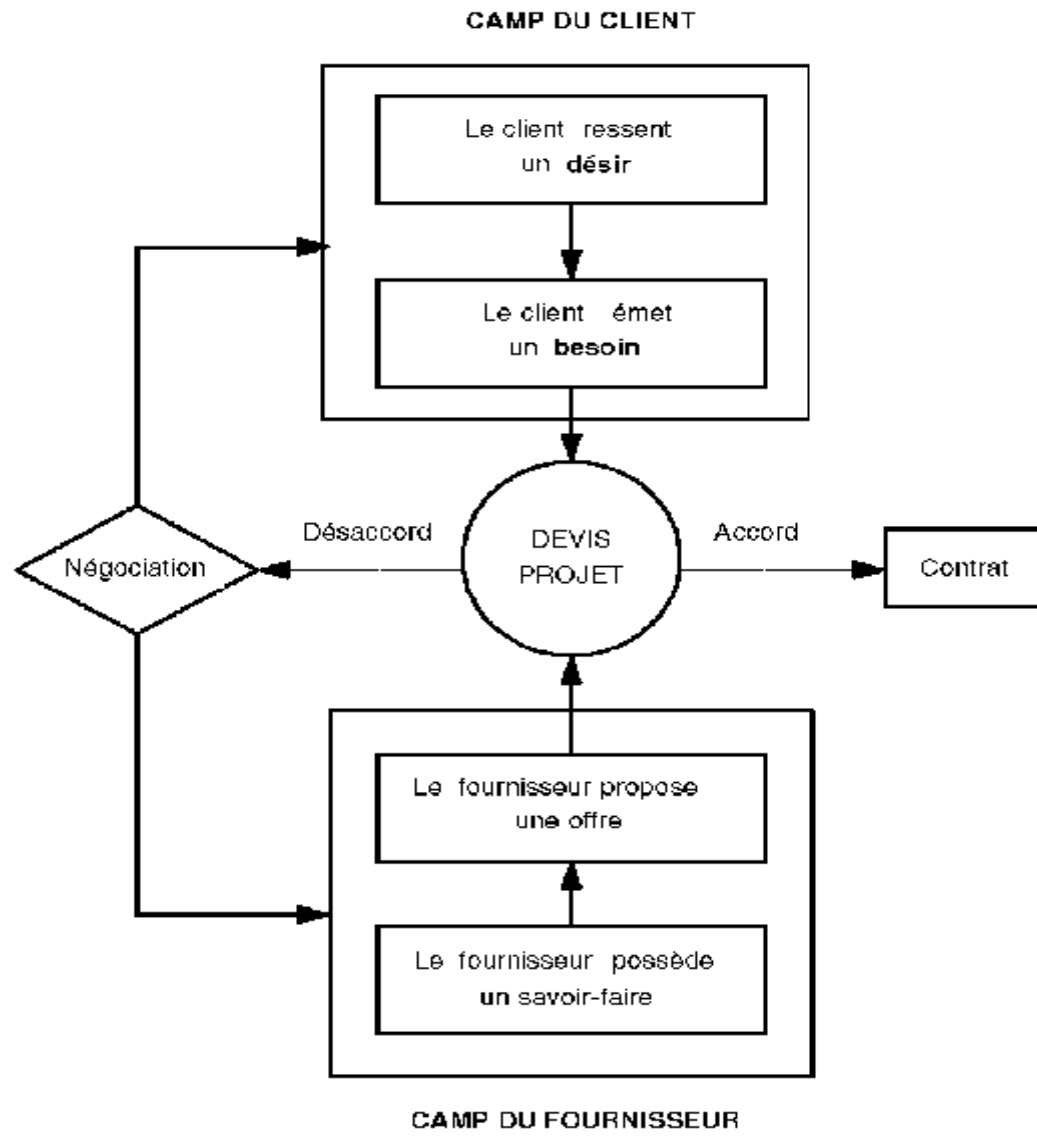 CAMP DU CLIENT
Le client ressent
un désir
Le client émet
un besoin
Désaccord
DEVIS
PROJET
Accord
Négociation
Contrat
Le fournisseur propose
une offre
Le fournisseur possède
un savoir-faire
CAMP DU FOURNISSEUR